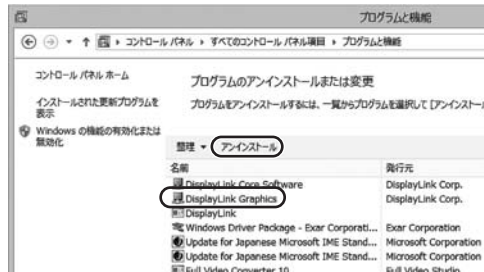 プログラムと機能
コントロール パネル ▸ すべてのコントロール パネル項目 ▸ プログラムと機能
コントロール パネル ホーム
インストールされた更新プログラムを
表示
Windows の機能の有効化または
無効化
プログラムのアンインストールまたは変更
プログラムをアンインストールするには、一覧からプログラムを選択して [アンインストー
整理 ▾ アンインストール
名前 発行元
DisplayLink Core Software DisplayLink Corp.
DisplayLink Graphics DisplayLink Corp.
DisplayLink
Windows Driver Package - Exar Corporati... Exar Corporation
Update for Japanese Microsoft IME Stand... Microsoft Corporation
Update for Japanese Microsoft IME Stand... Microsoft Corporation
Full Video Converter 10 Full Video Studio